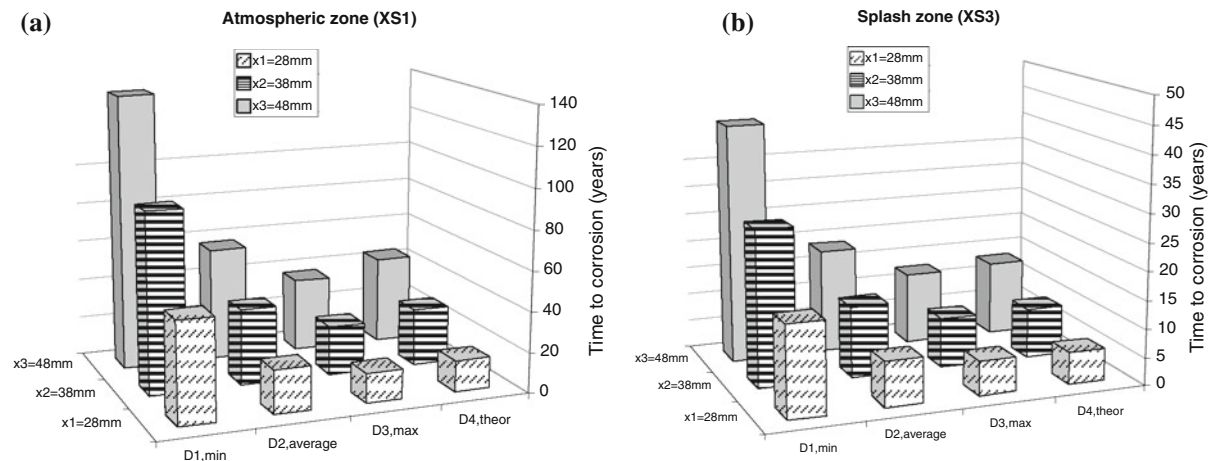 (a)
Atmospheric zone (XS1)
x1=28mm
x2=38mm
x3=48mm
140
120
100
80
60
40
20
0
Time to corrosion (years)
x3=48mm
x2=38mm
x1=28mm
D1,min
D2,average
D3,max
D4,theor
(b)
Splash zone (XS3)
x1=28mm
x2=38mm
x3=48mm
50
45
40
35
30
25
20
15
10
5
0
Time to corrosion (years)
x3=48mm
x2=38mm
x1=28mm
D1,min
D2,average
D3,max
D4,theor